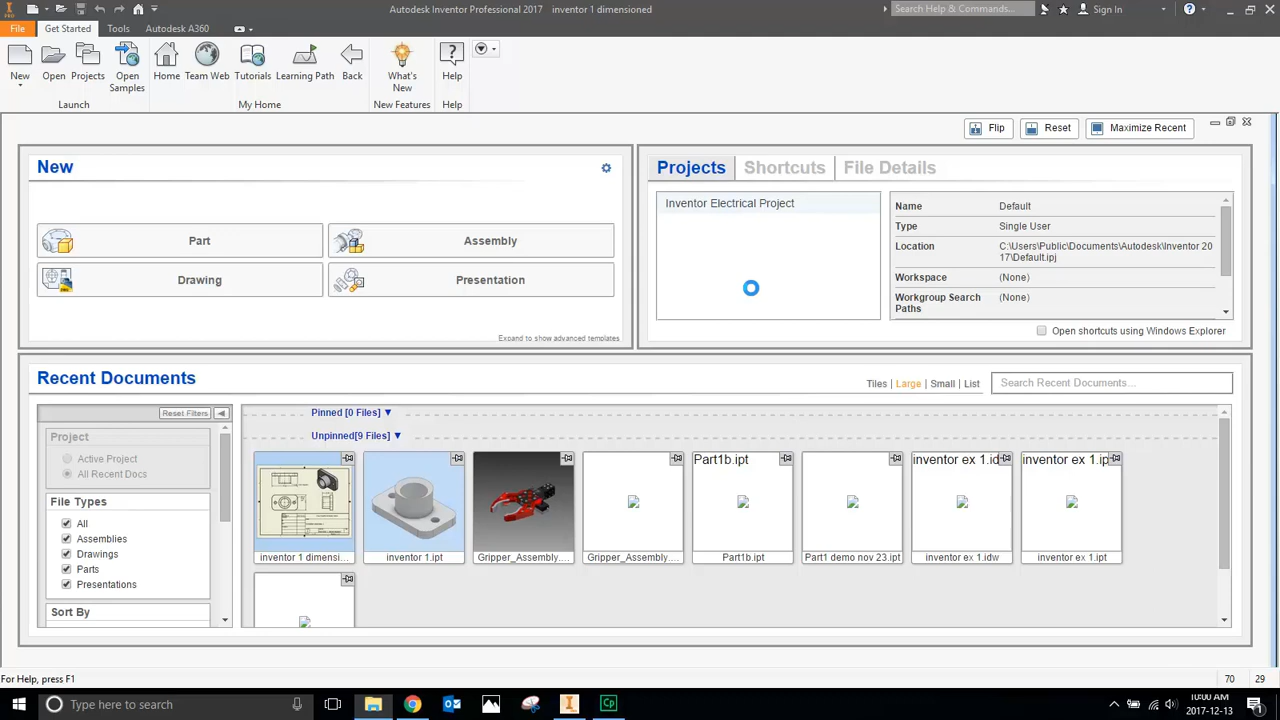 Autodesk Inventor Professional 2017 inventor 1 dimensioned
Search Help & Commands...
Sign In
File
Get Started
Tools
Autodesk A360
New
Open
Projects
Open Samples
Home
Team Web
Tutorials
Learning Path
Back
What's New
Help
Launch
My Home
New Features
Help
Flip
Reset
Maximize Recent
New
Projects
Shortcuts
File Details
Part
Assembly
Drawing
Presentation
Expand to show advanced templates
Inventor Electrical Project
Name Default
Type Single User
Location C:\Users\Public\Documents\Autodesk\Inventor 20
17\Default.ipj
Workspace (None)
Workgroup Search (None)
Paths
Open shortcuts using Windows Explorer
Recent Documents
Tiles | Large | Small | List
Search Recent Documents...
Reset Filters
Project
Active Project
All Recent Docs
File Types
All
Assemblies
Drawings
Parts
Presentations
Sort By
Pinned [0 Files] ▼
Unpinned[9 Files] ▼
Part1b.ipt
inventor ex 1.id
inventor ex 1.ip
inventor 1 dimensi...
inventor 1.ipt
Gripper_Assembly....
Gripper_Assembly....
Part1b.ipt
Part1 demo nov 23.ipt
inventor ex 1.idw
inventor ex 1.ipt
For Help, press F1
70
29
Type here to search
10:00 AM
2017-12-13